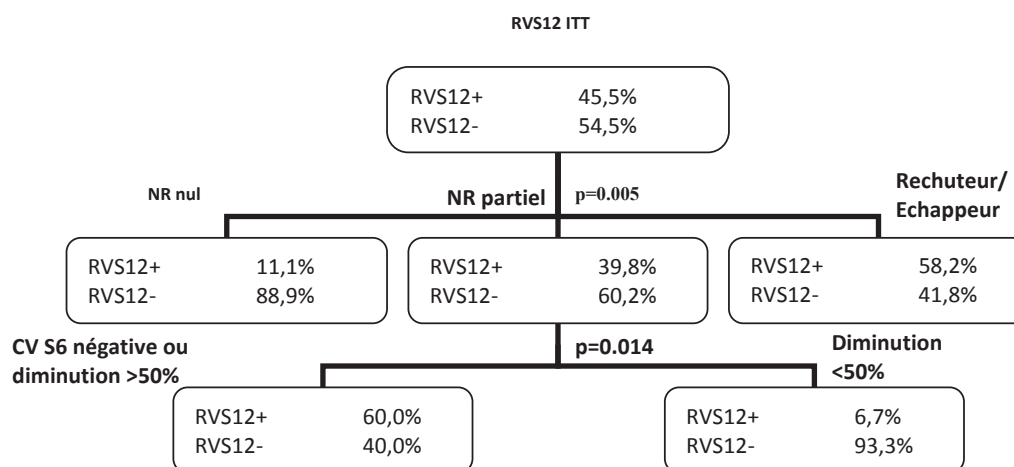 RVS12 ITT
RVS12+ 45,5%
RVS12- 54,5%
NR nul
NR partiel
p=0.005
Rechuteur/
Echappeur
RVS12+ 11,1%
RVS12- 88,9%
RVS12+ 39,8%
RVS12- 60,2%
RVS12+ 58,2%
RVS12- 41,8%
CV S6 négative ou
diminution >50%
p=0.014
Diminution
<50%
RVS12+ 60,0%
RVS12- 40,0%
RVS12+ 6,7%
RVS12- 93,3%